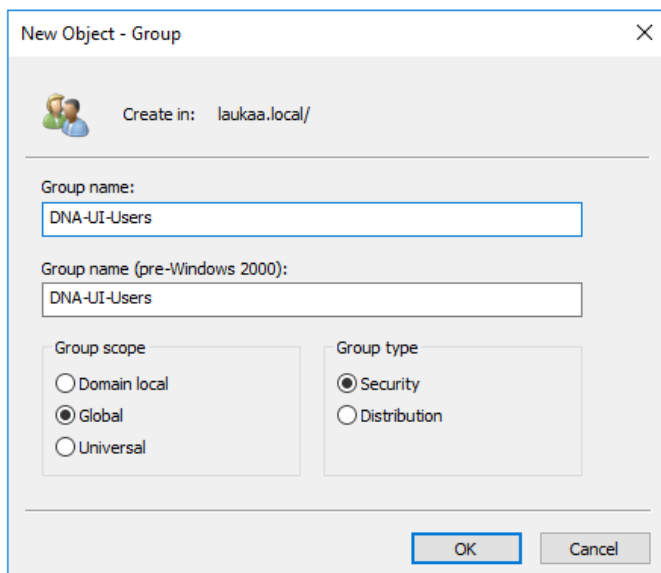 New Object - Group
Create in: laukaa.local/
Group name:
DNA-UI-Users
Group name (pre-Windows 2000):
DNA-UI-Users
Group scope
Domain local
Global
Universal
Group type
Security
Distribution
OK
Cancel